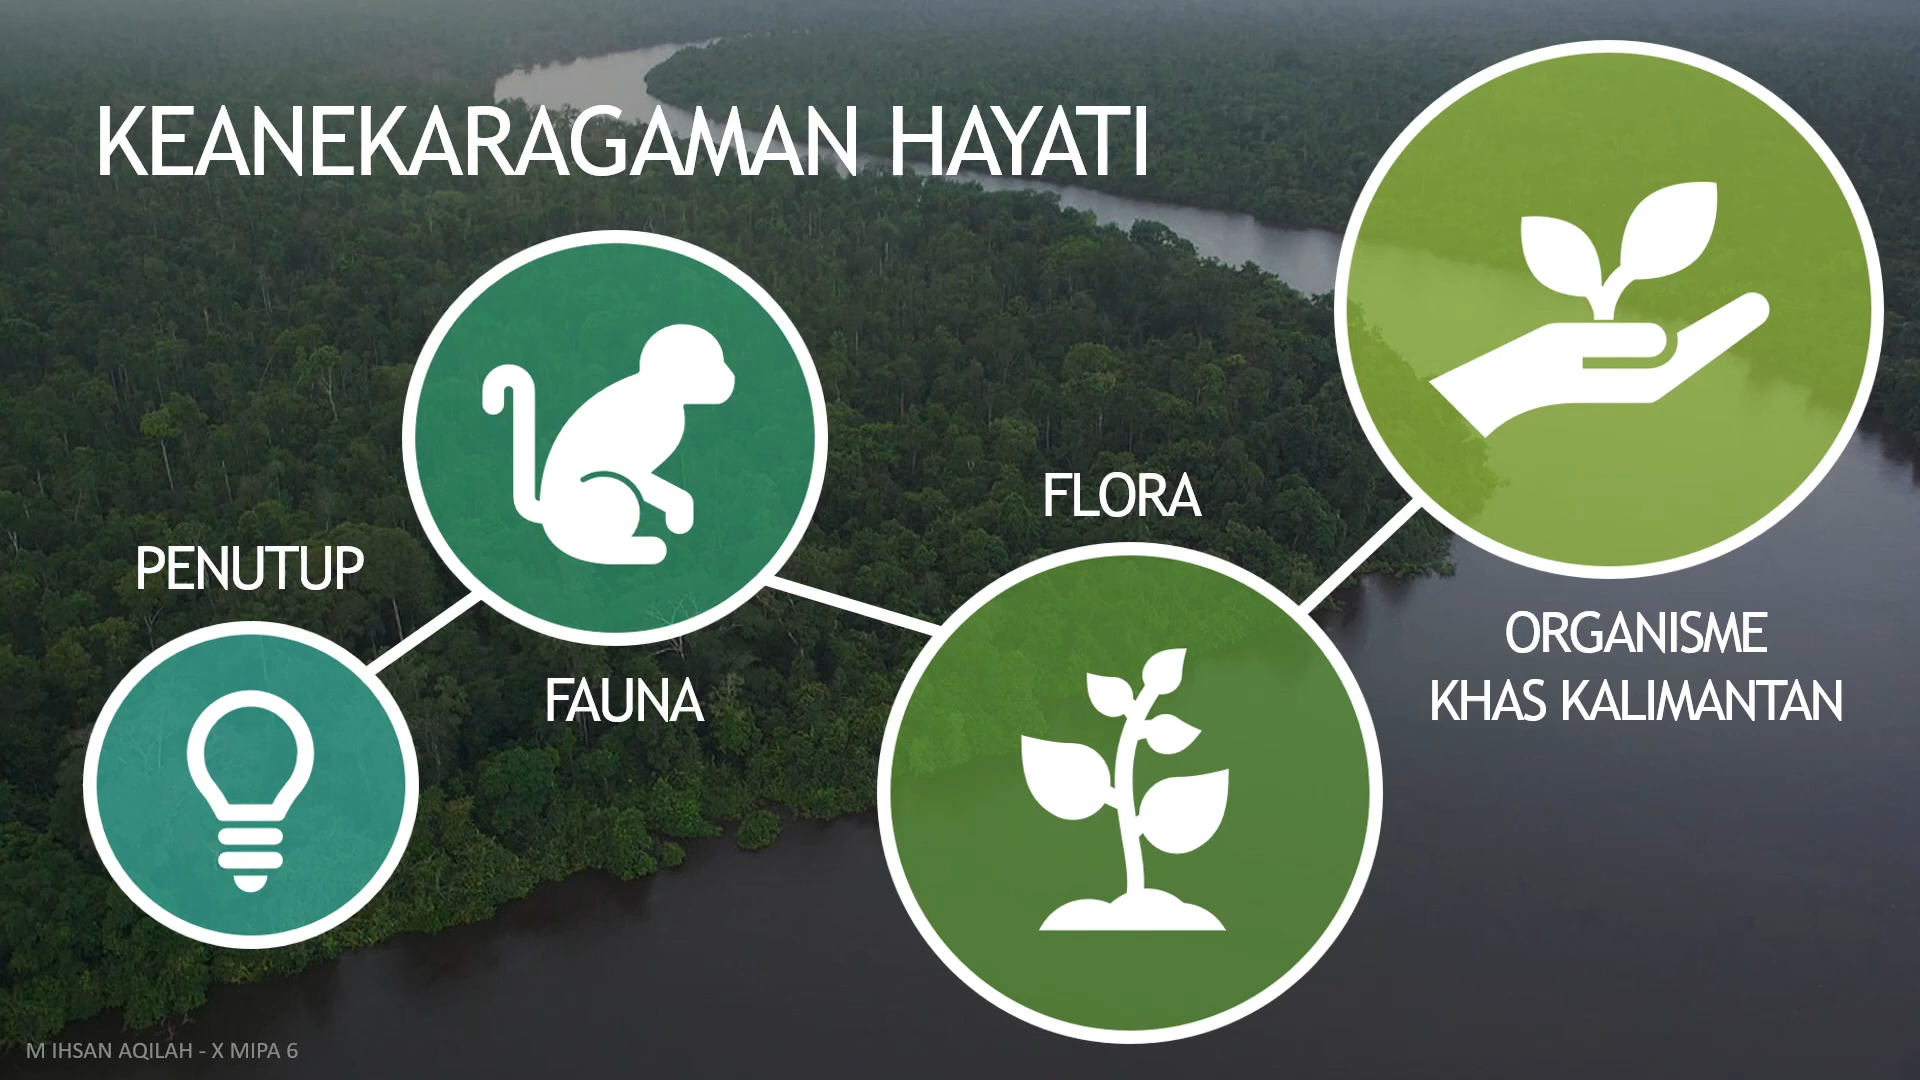 KEANEKARAGAMAN HAYATI
PENUTUP
FAUNA
FLORA
ORGANISME
KHAS KALIMANTAN
M IHSAN AQILAH - X MIPA 6